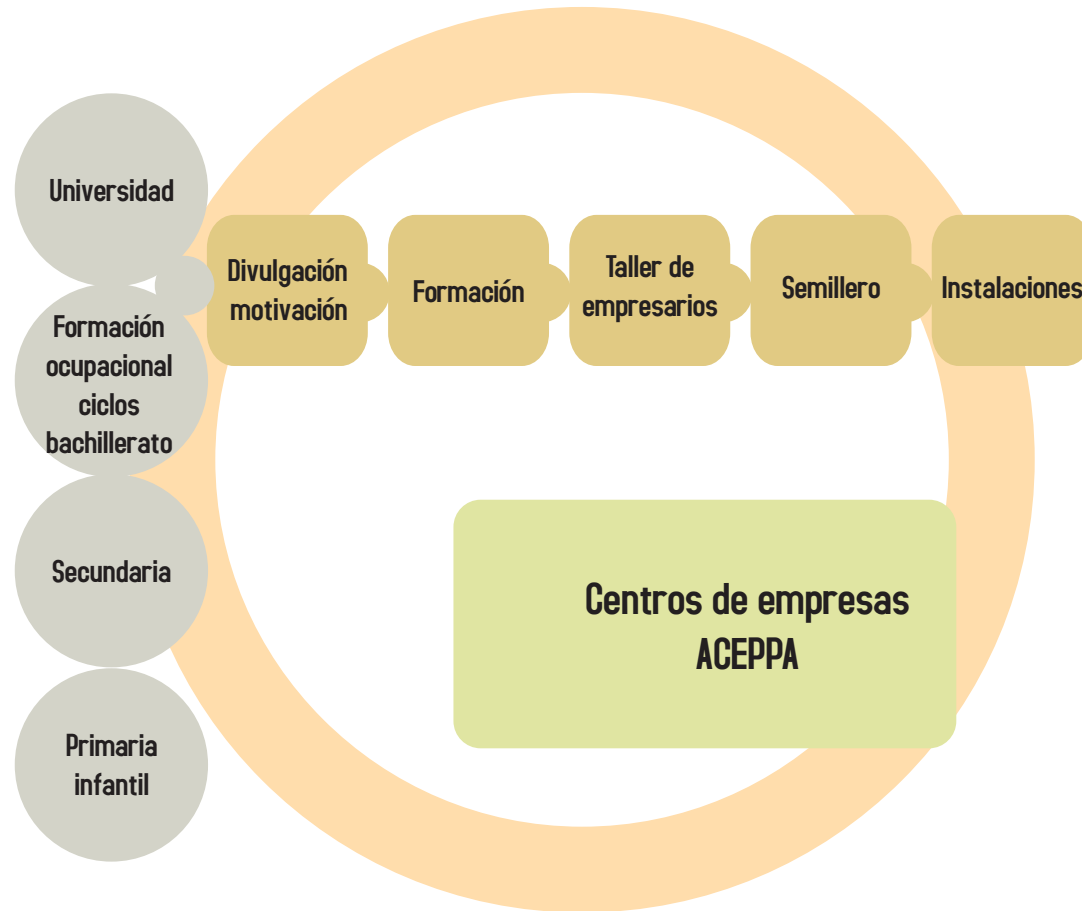 Universidad
Formación
ocupacional
ciclos
bachillerato
Secundaria
Primaria
infantil
Divulgación
motivación
Formación
Taller de
empresarios
Semillero
Instalaciones
Centros de empresas
ACEPPA